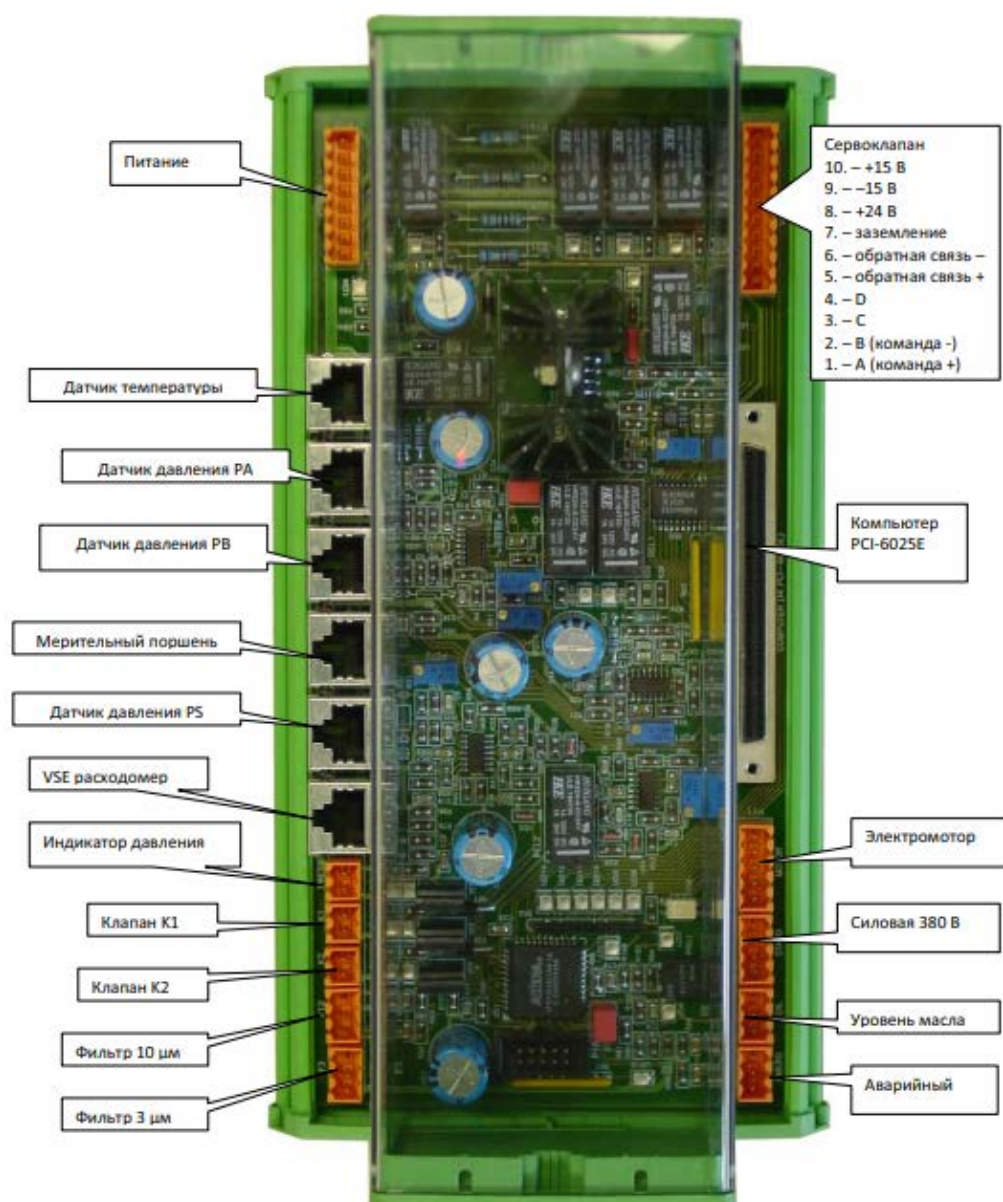 Питание
Датчик температуры
Датчик давления PA
Датчик давления PB
Мерительный поршень
Датчик давления PS
VSE расходомер
Индикатор давления
Клапан K1
Клапан K2
Фильтр 10 µм
Фильтр 3 µм
Сервоклапан
10. – +15 В
9. – –15 В
8. – +24 В
7. – заземление
6. – обратная связь –
5. – обратная связь +
4. – D
3. – C
2. – B (команда -)
1. – A (команда +)
Компьютер
PCI-6025E
Электромотор
Силовая 380 В
Уровень масла
Аварийный